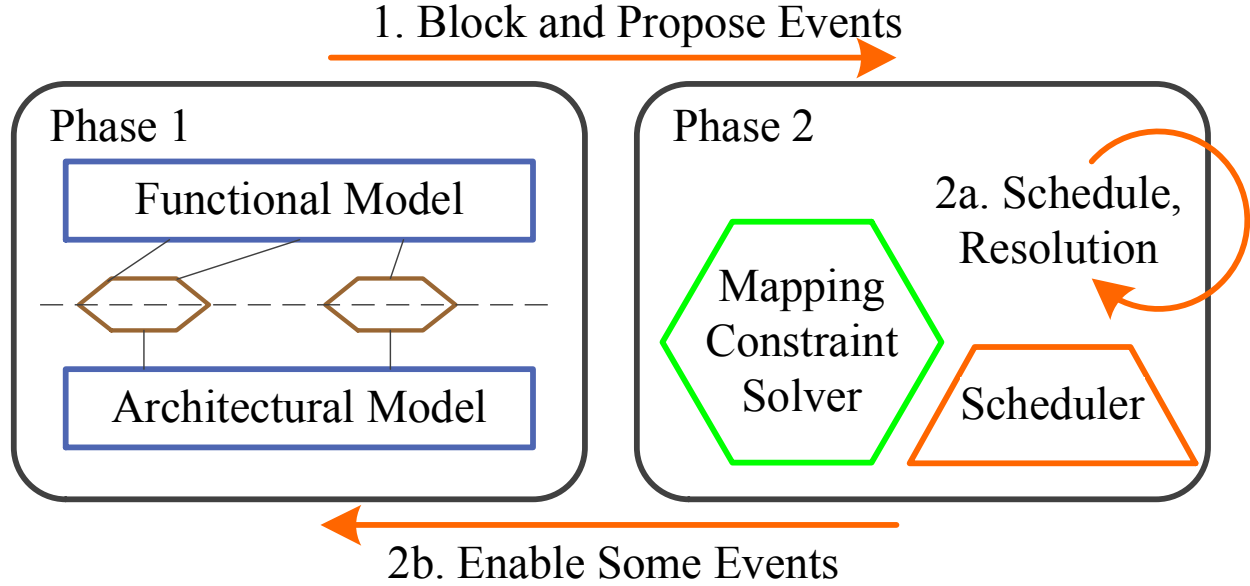 1. Block and Propose Events
Phase 1
Functional Model
Architectural Model
Phase 2
2a. Schedule,
Resolution
Mapping
Constraint
Solver
Scheduler
2b. Enable Some Events